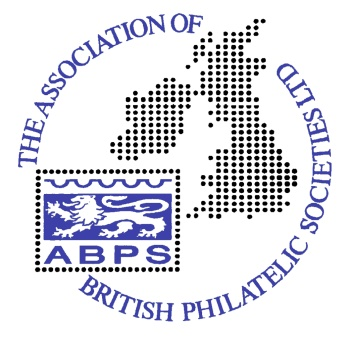 THE ASSOCIATION OF
BRITISH PHILATELIC SOCIETIES LTD
ABPS